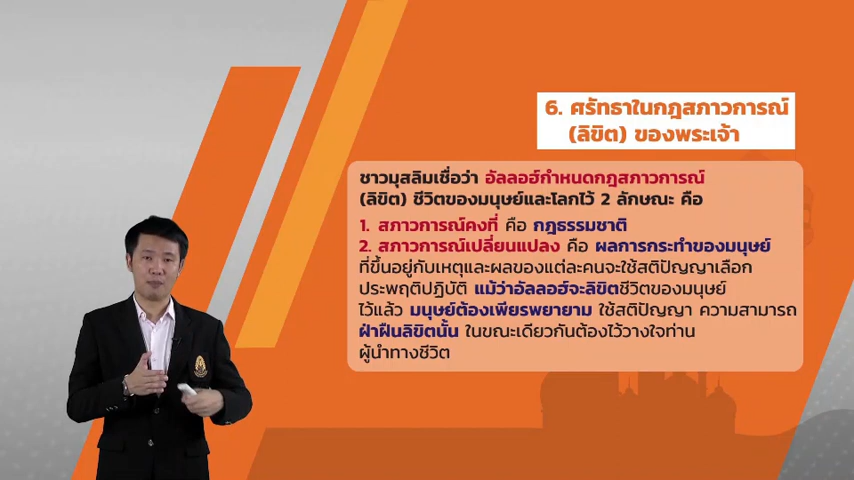 6. ศรัทธาในกฎสภาวการณ์
(ลิขิต) ของพระเจ้า
ชาวมุสลิมเชื่อว่า อัลลอฮ์กำหนดกฎสภาวการณ์
(ลิขิต) ชีวิตของมนุษย์และโลกไว้ 2 ลักษณะ คือ
1. สภาวการณ์คงที่ คือ กฎธรรมชาติ
2. สภาวการณ์เปลี่ยนแปลง คือ ผลการกระทำของมนุษย์
ที่ขึ้นอยู่กับเหตุและผลของแต่ละคนจะใช้สติปัญญาเลือก
ประพฤติปฏิบัติ แม้ว่าอัลลอฮ์จะลิขิตชีวิตของมนุษย์
ไว้แล้ว มนุษย์ต้องเพียรพยายาม ใช้สติปัญญา ความสามารถ
ฝ่าฝืนลิขิตนั้น ในขณะเดียวกันต้องไว้วางใจท่าน
ผู้นำทางชีวิต